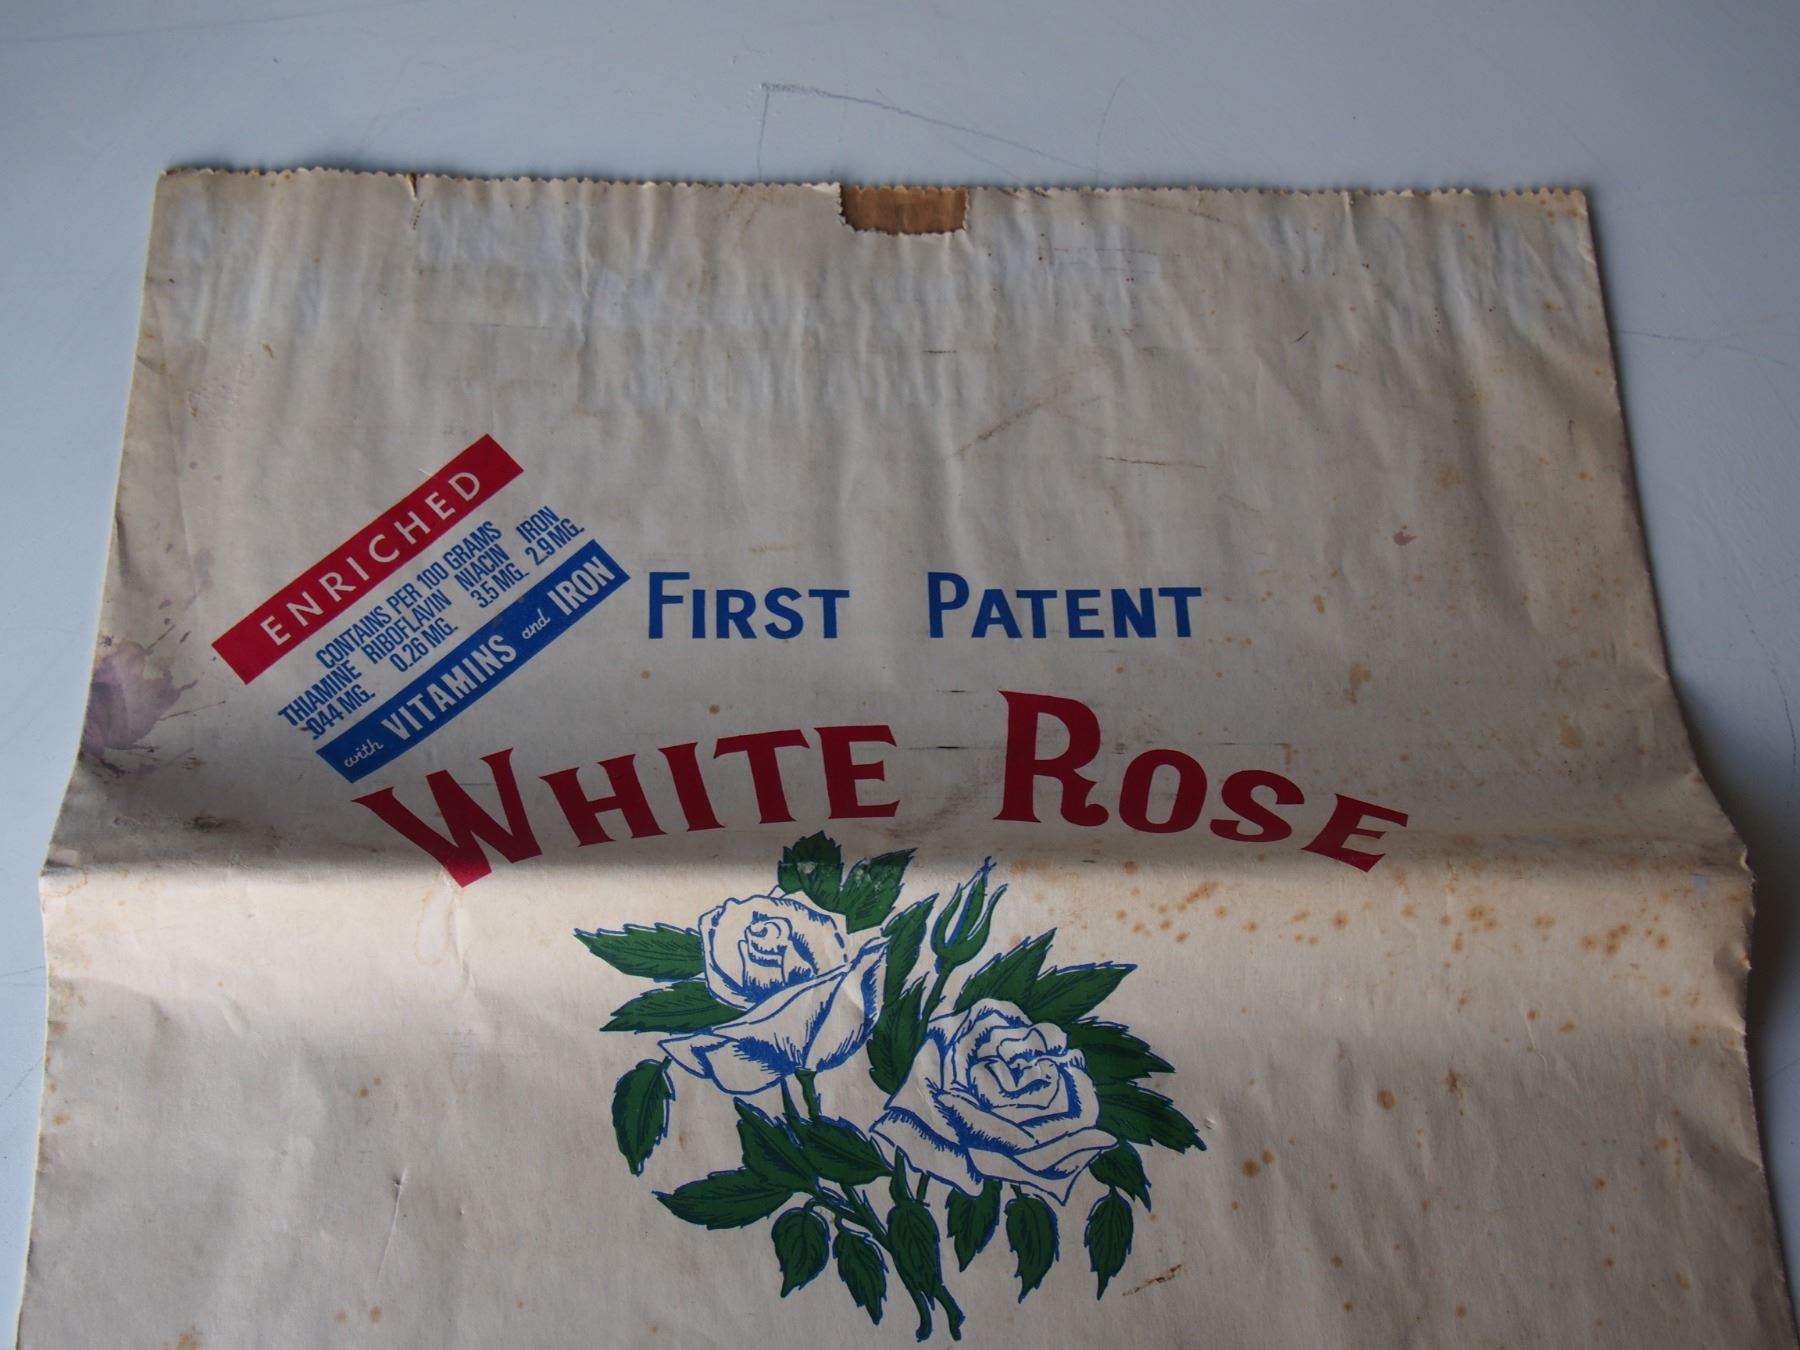 ENRICHED
CONTAINS PER 100 GRAMS
THIAMINE RIBOFLAVIN NIACIN IRON
.044 MG. 0.26 MG. 3.5 MG. 2.9 MG.
with VITAMINS and IRON
FIRST PATENT
WHITE ROSE